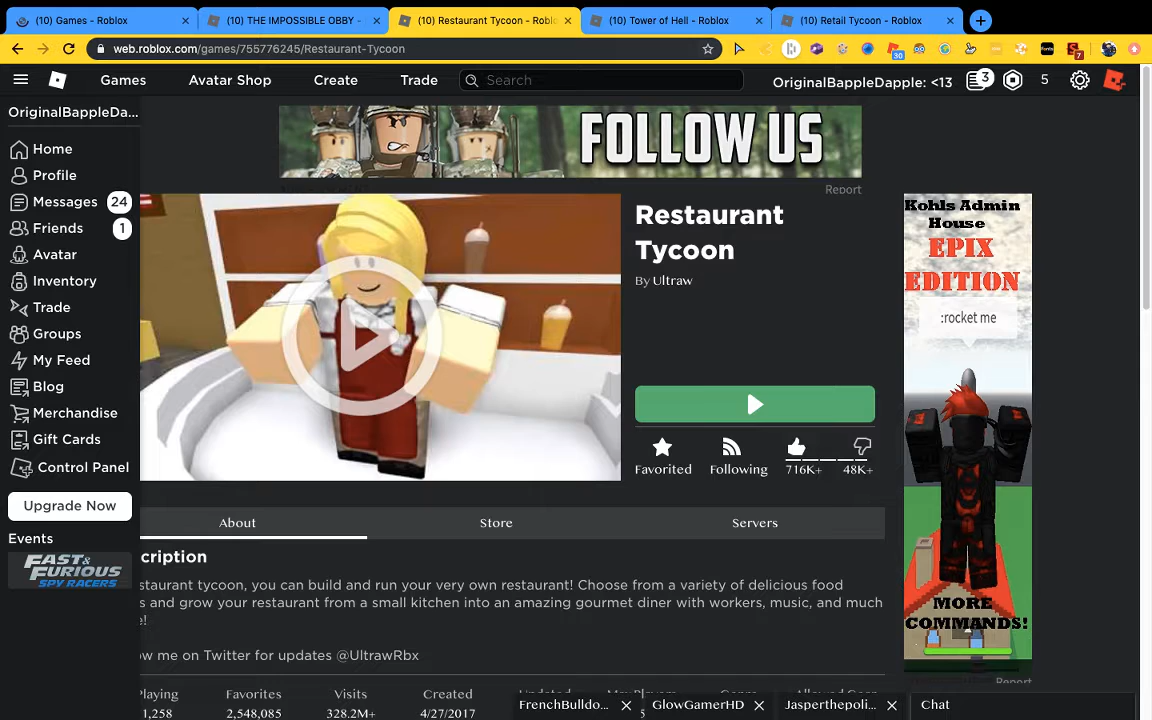 (10) Games - Roblox
(10) THE IMPOSSIBLE OBBY -
(10) Restaurant Tycoon - Roblo
(10) Tower of Hell - Roblox
(10) Retail Tycoon - Roblox
web.roblox.com/games/755776245/Restaurant-Tycoon
30
7
Games
Avatar Shop
Create
Trade
Search
OriginalBappleDapple: <13
3
5
OriginalBappleDa...
Home
Profile
Messages 24
Friends 1
Avatar
Inventory
Trade
Groups
My Feed
Blog
Merchandise
Gift Cards
Control Panel
Upgrade Now
Events
FAST & FURIOUS
SPY RACERS
FOLLOW US
Report
Restaurant
Tycoon
By Ultraw
Favorited
Following
716K+
48K+
Kohls Admin
House
EPIX
EDITION
:rocket me
MORE
COMMANDS!
Report
About
Store
Servers
cription
staurant tycoon, you can build and run your very own restaurant! Choose from a variety of delicious food
s and grow your restaurant from a small kitchen into an amazing gourmet diner with workers, music, and much
e!
ow me on Twitter for updates @UltrawRbx
Playing
Favorites
Visits
Created
1,258
2,548,085
328.2M+
4/27/2017
FrenchBulldo...
GlowGamerHD
Jasperthepoli...
Chat